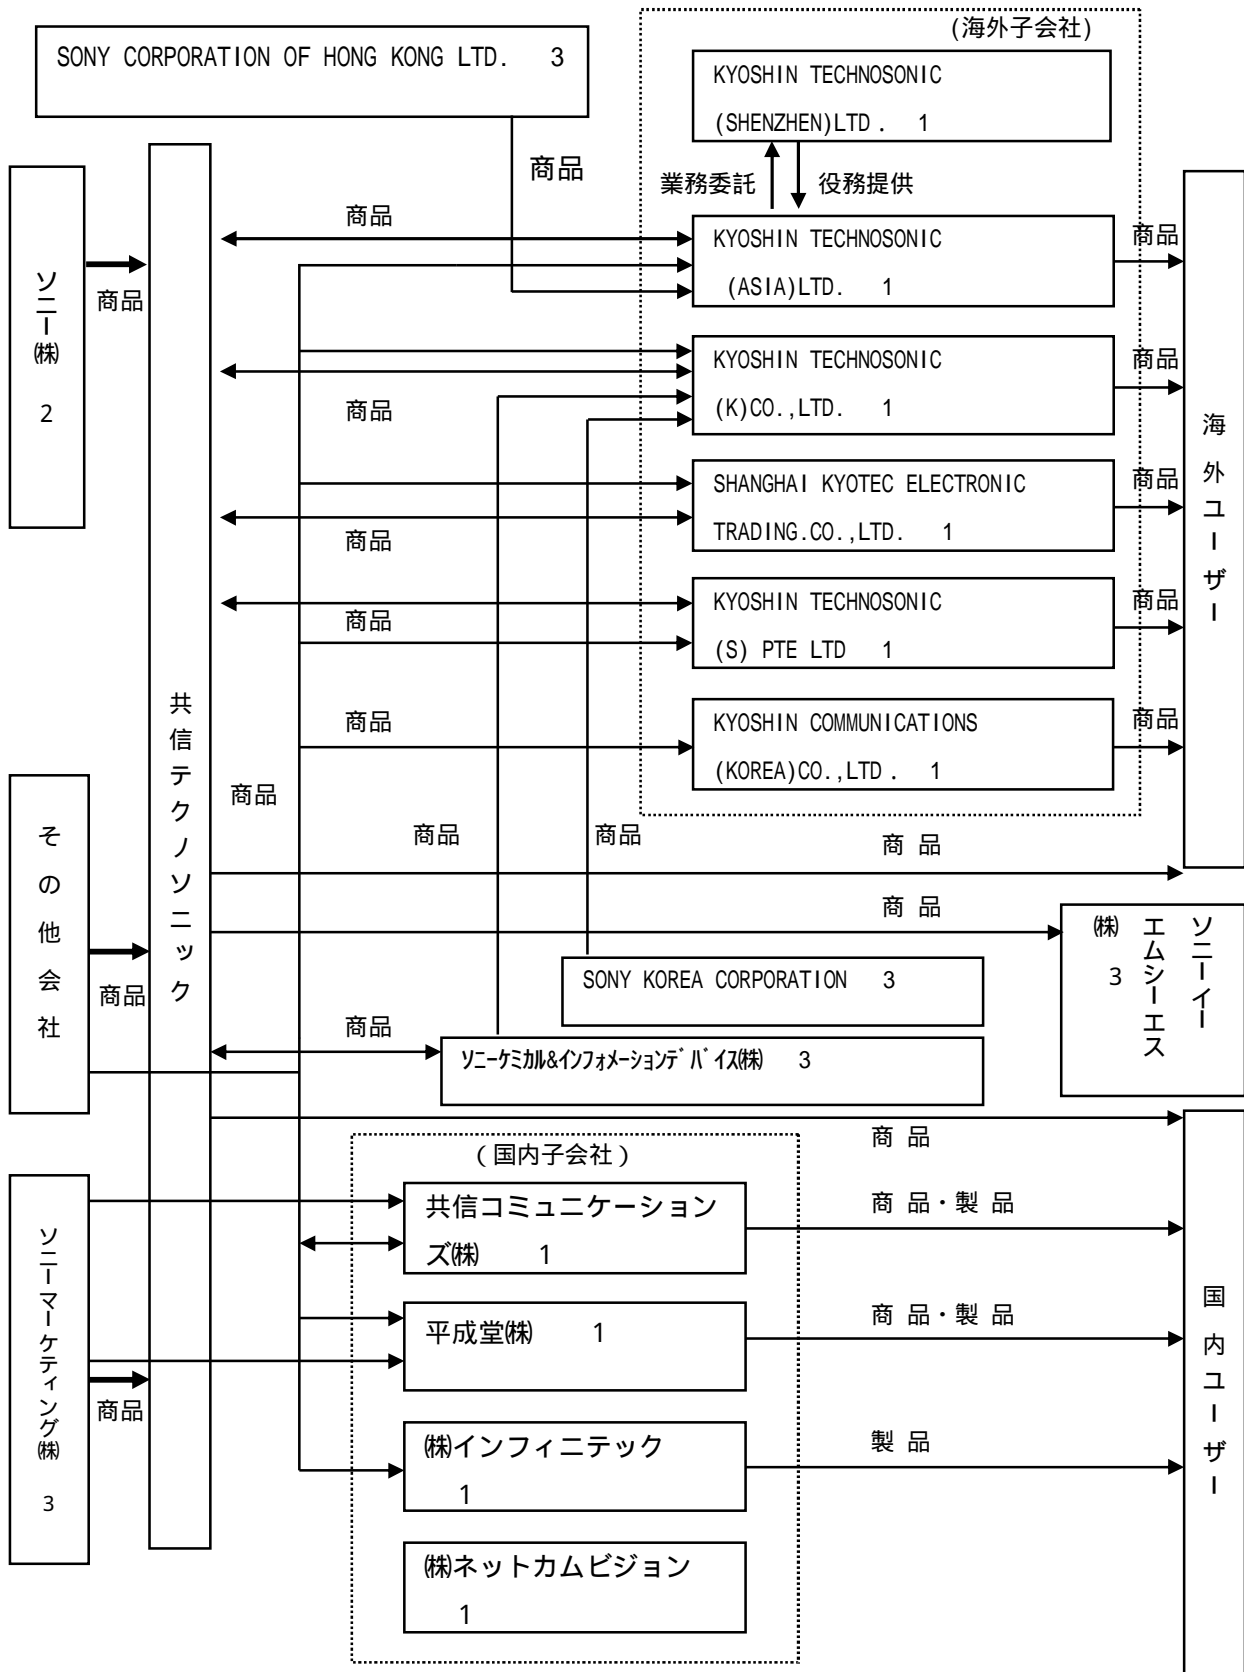 (海外子会社)
SONY CORPORATION OF HONG KONG LTD. 3
KYOSHIN TECHNOSONIC
(SHENZHEN)LTD. 1
商品
業務委託
役務提供
商品
KYOSHIN TECHNOSONIC
(ASIA)LTD. 1
商品
ソニー㈱ 2
商品
KYOSHIN TECHNOSONIC
(K)CO.,LTD. 1
商品
商品
海外ユーザー
SHANGHAI KYOTEC ELECTRONIC
TRADING.CO.,LTD. 1
商品
商品
KYOSHIN TECHNOSONIC
(S) PTE LTD 1
商品
商品
共信テクノソニック
KYOSHIN COMMUNICATIONS
(KOREA)CO.,LTD. 1
商品
商品
商品
商品
商品
商 品
その他会社
商品
商 品
ソニーイー
エムシーエス
㈱ 3
SONY KOREA CORPORATION 3
商品
ソニーケミカル&インフォメーションデバイス㈱ 3
商 品
(国内子会社)
ソニーマーケティング㈱ 3
商品
共信コミュニケーション
ズ㈱ 1
商 品・製 品
平成堂㈱ 1
商 品・製 品
国内ユーザー
㈱インフィニテック
1
製 品
㈱ネットカムビジョン
1